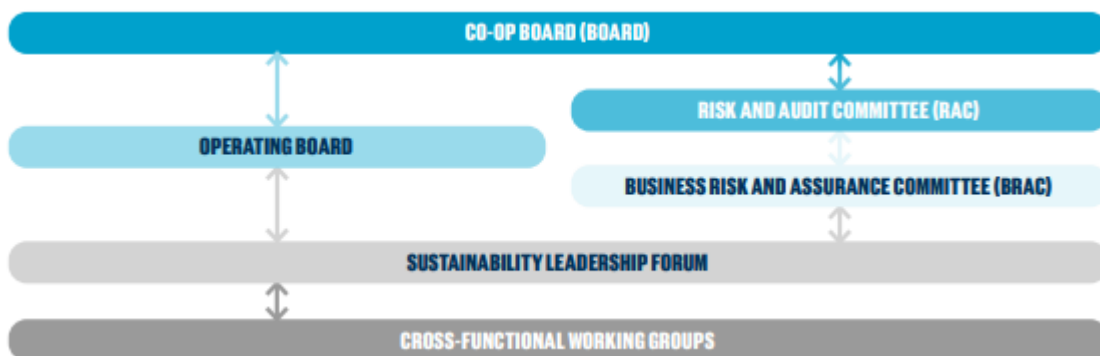 CO-OP BOARD (BOARD)
RISK AND AUDIT COMMITTEE (RAC)
OPERATING BOARD
BUSINESS RISK AND ASSURANCE COMMITTEE (BRAC)
SUSTAINABILITY LEADERSHIP FORUM
CROSS-FUNCTIONAL WORKING GROUPS